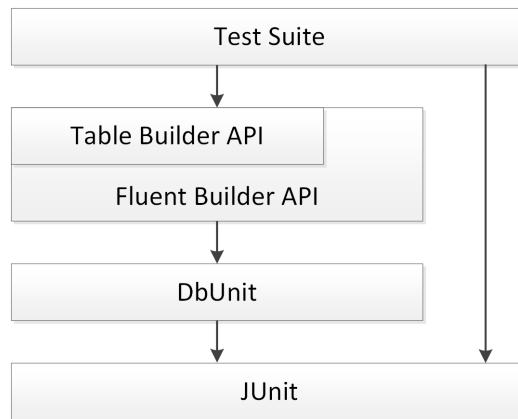 Test Suite
Table Builder API
Fluent Builder API
DbUnit
JUnit